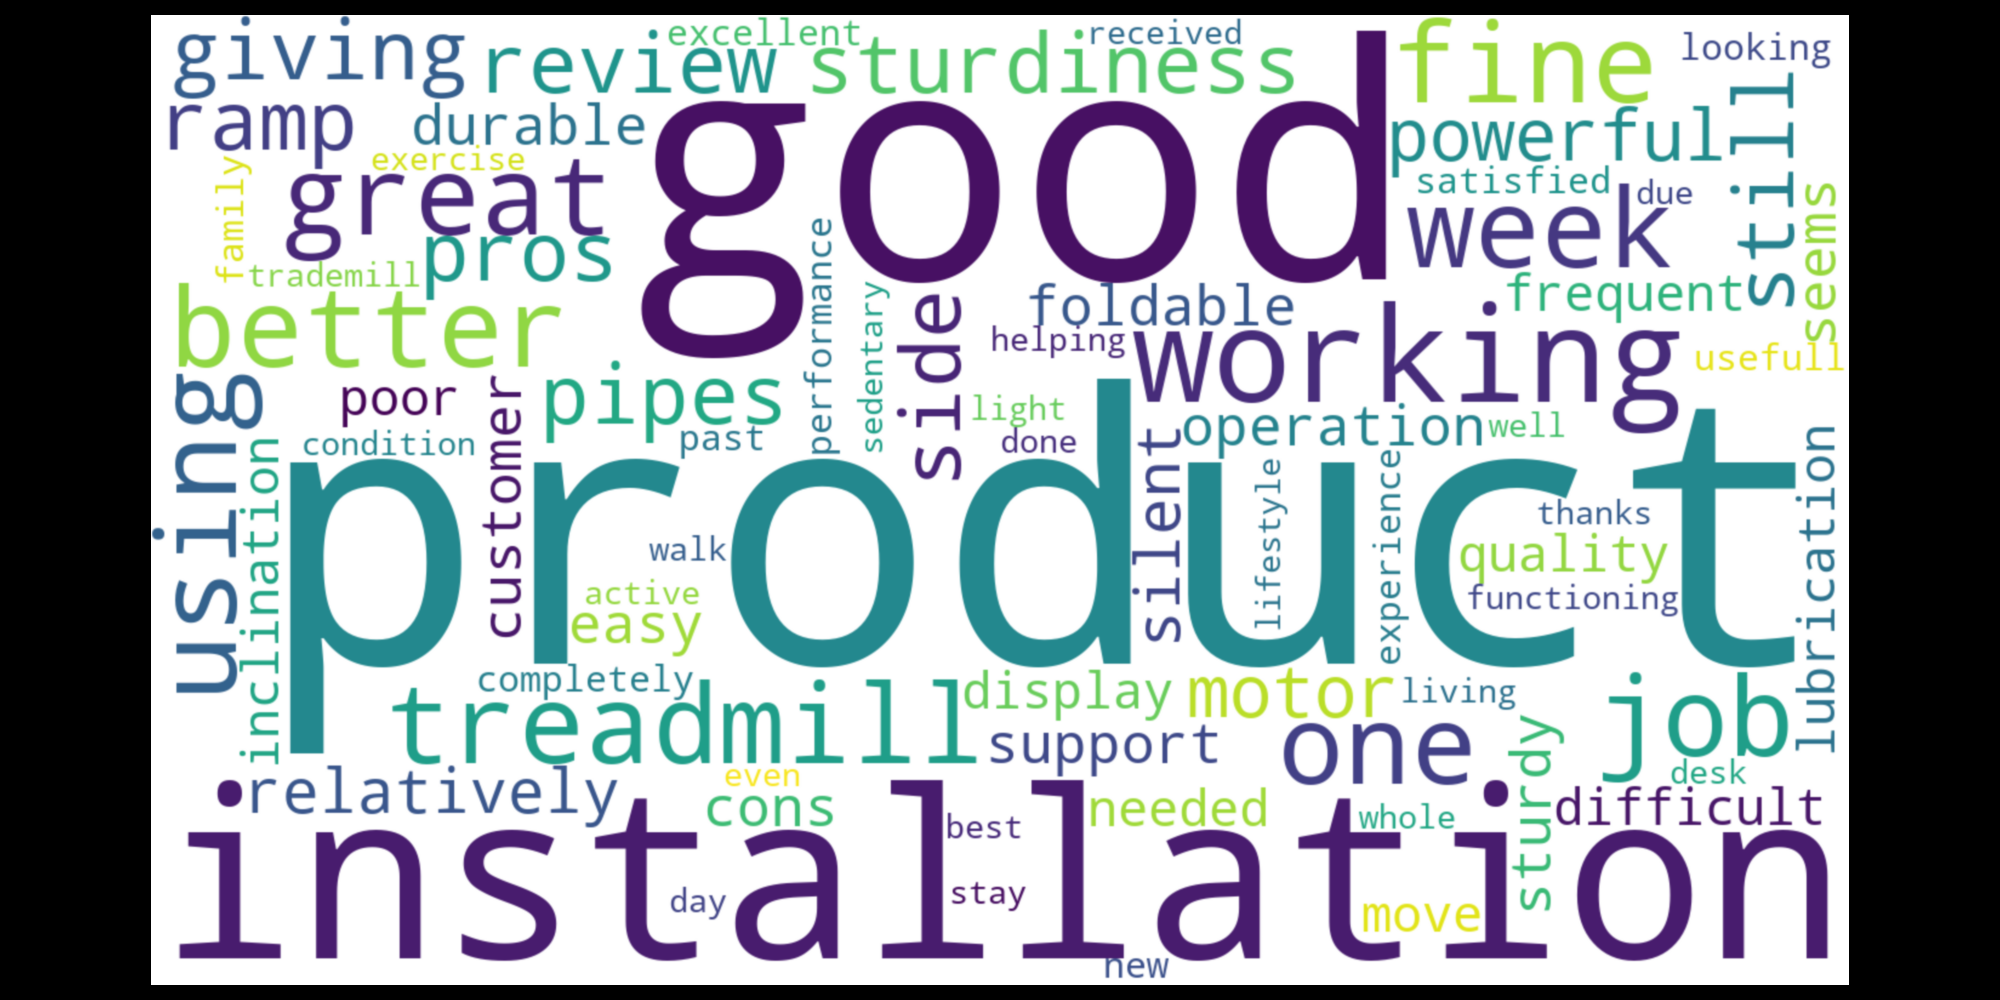 giving
review
excellent
sturdiness
received
fine
looking
ramp
durable
good
powerful
still
exercise
great
family
satisfied
due
week
seems
pros
trademill
performance
better
sedentary
side
foldable
frequent
helping
working
usefull
using
poor
customer
pipes
past
light
done
operation
well
condition
inclination
product
silent
lifestyle
experience
thanks
quality
functioning
lubrication
walk
active
easy
completely
treadmill
display
motor
living
job
support
one
sturdy
desk
relatively
even
cons
needed
whole
difficult
installation
best
day
stay
move
new